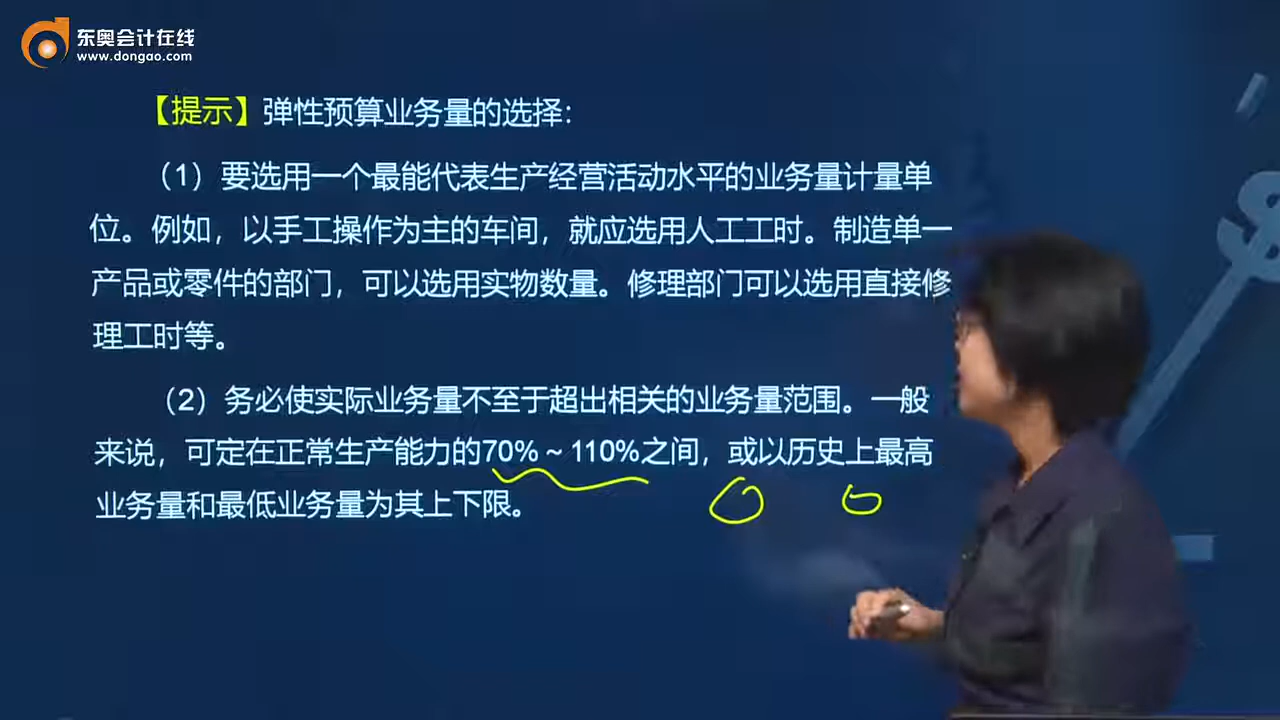 东奥会计在线
www.dongao.com
【提示】弹性预算业务量的选择：
（1）要选用一个最能代表生产经营活动水平的业务量计量单
位。例如，以手工操作为主的车间，就应选用人工工时。制造单一
产品或零件的部门，可以选用实物数量。修理部门可以选用直接修
理工时等。
（2）务必使实际业务量不至于超出相关的业务量范围。一般
来说，可定在正常生产能力的70%～110%之间，或以历史上最高
业务量和最低业务量为其上下限。